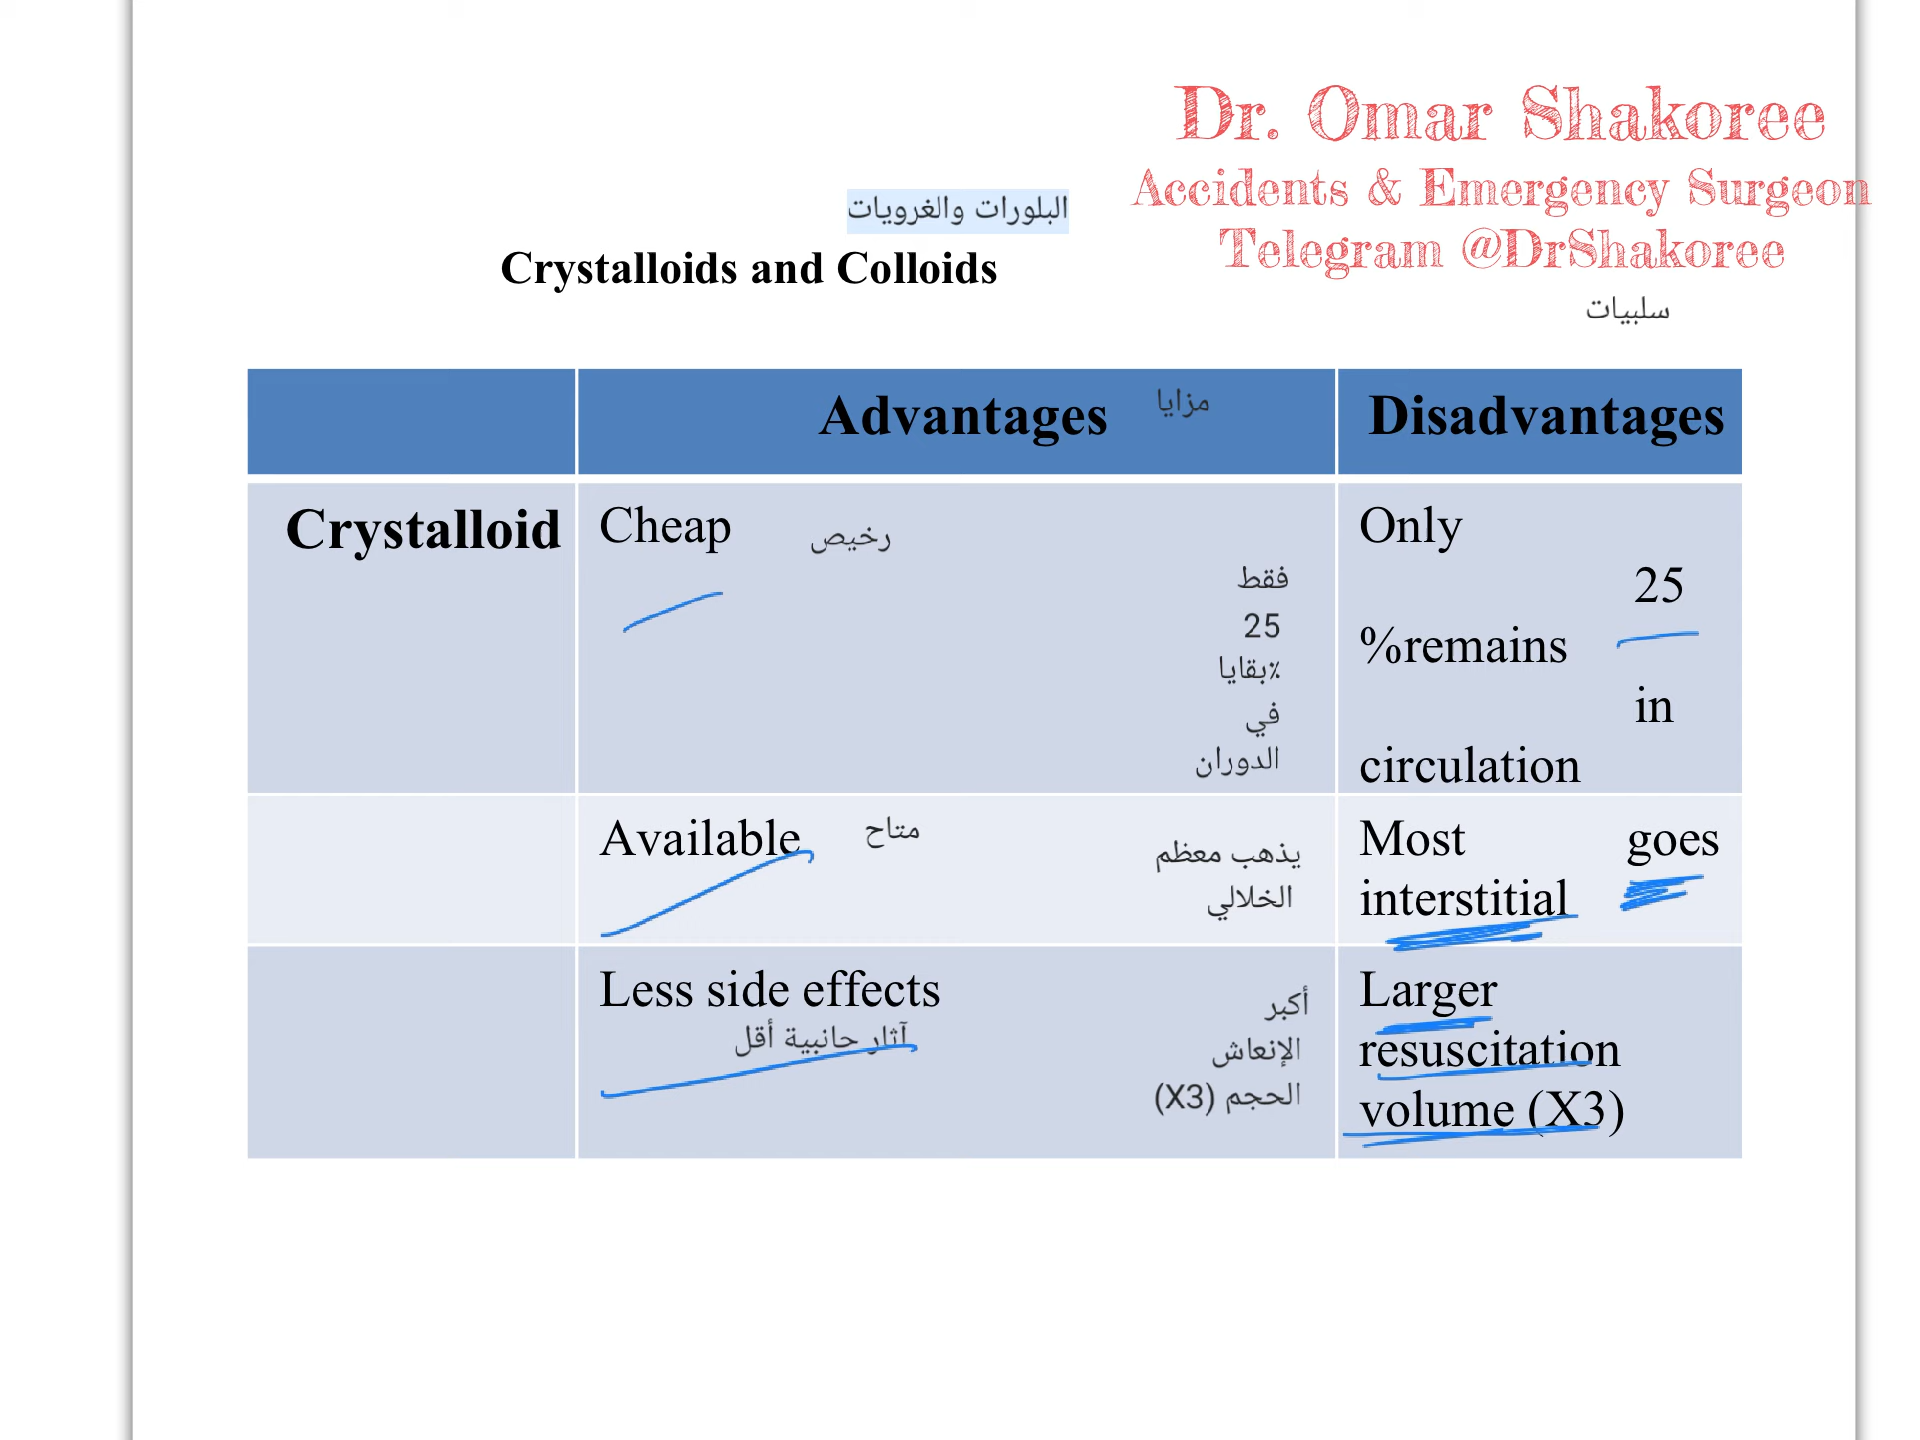 Dr. Omar Shakoree
Accidents & Emergency Surgeon
Telegram @DrShakoree
البلورات والغرويات
Crystalloids and Colloids
سلبيات
Advantages مزايا
Disadvantages
Crystalloid
Cheap رخيص
فقط
25
٪بقايا
في
الدوران
Only
25
%remains
in
circulation
Available متاح
يذهب معظم
الخلالي
Most goes
interstitial
Less side effects
آثار جانبية أقل
أكبر
الإنعاش
الحجم (X3)
Larger
resuscitation
volume (X3)